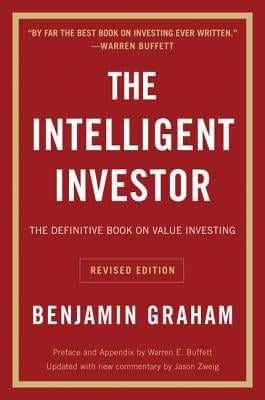 “BY FAR THE BEST BOOK ON INVESTING EVER WRITTEN.”
—WARREN BUFFETT
THE
INTELLIGENT
INVESTOR
THE DEFINITIVE BOOK ON VALUE INVESTING
REVISED EDITION
BENJAMIN GRAHAM
Preface and Appendix by Warren E. Buffett
Updated with new commentary by Jason Zweig